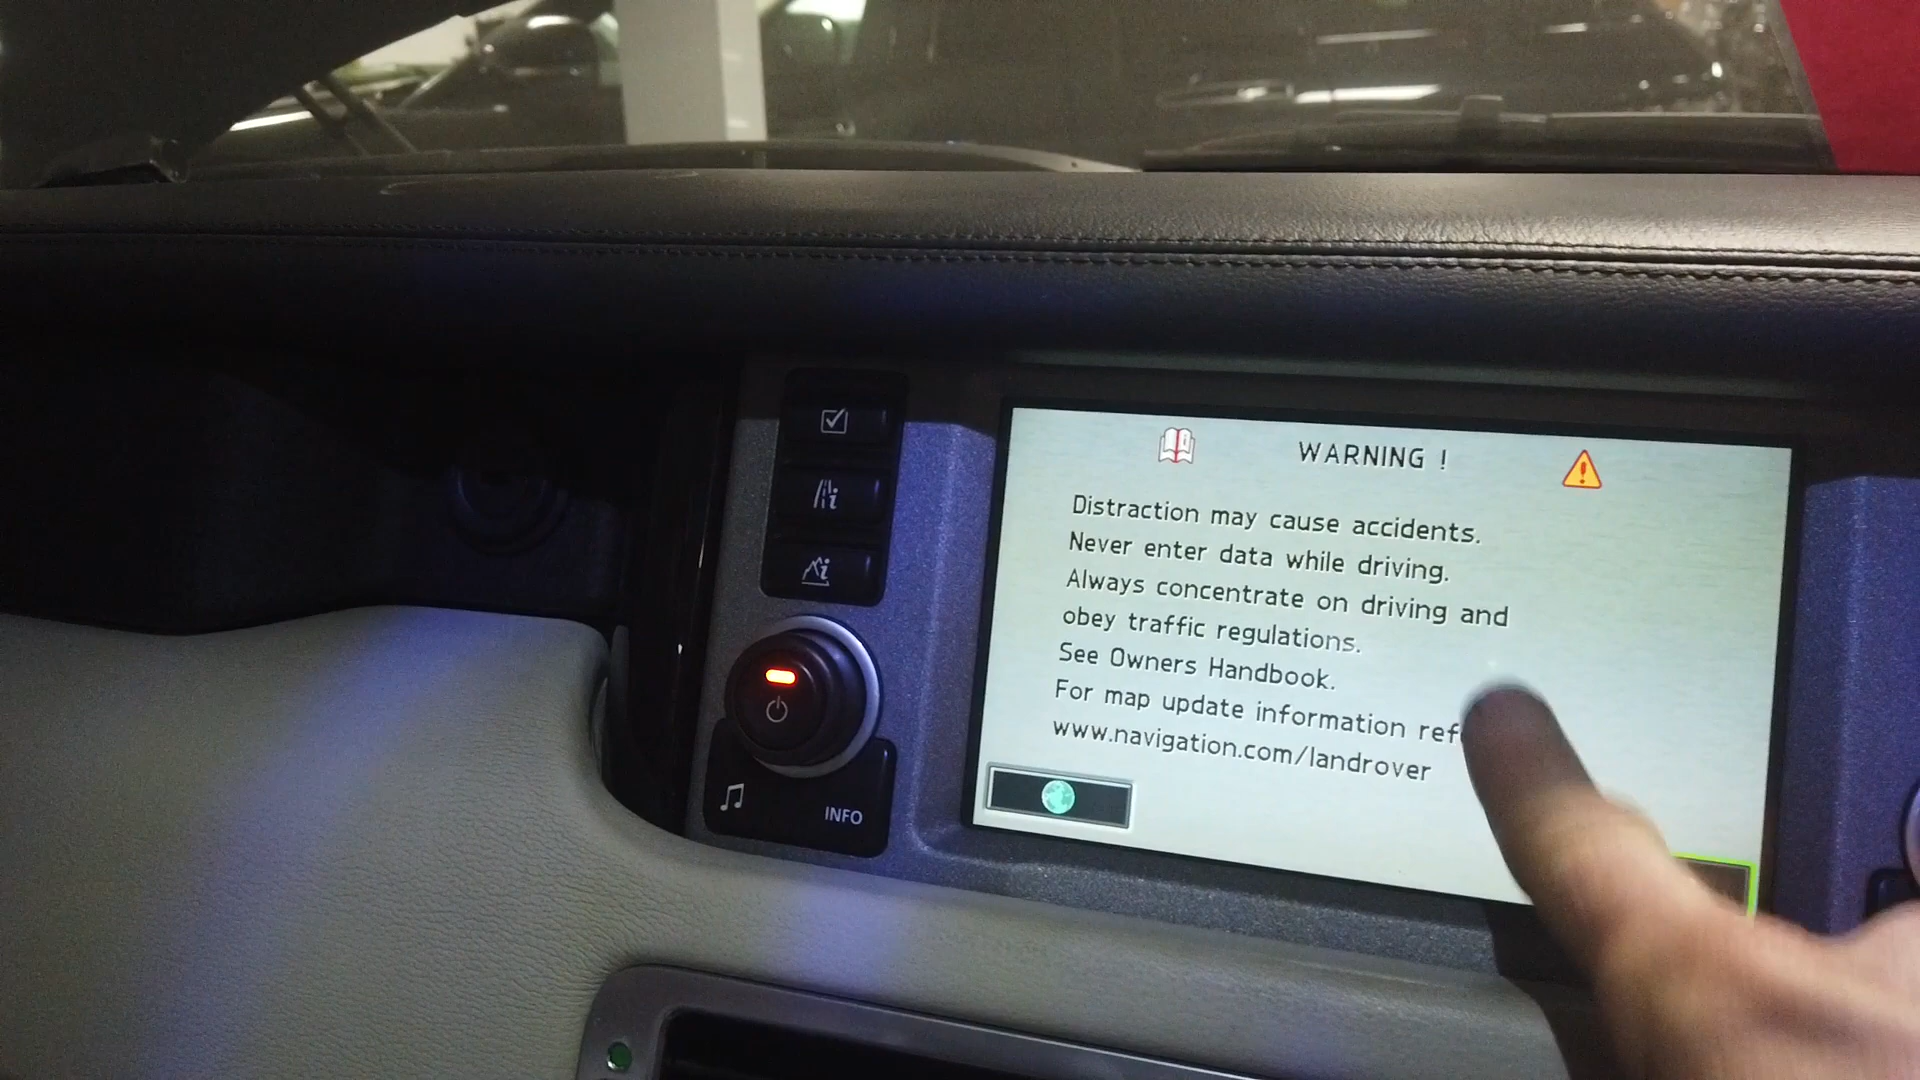 WARNING !
Distraction may cause accidents.
Never enter data while driving.
Always concentrate on driving and
obey traffic regulations.
See Owners Handbook.
For map update information
www.navigation.com/landrover
INFO